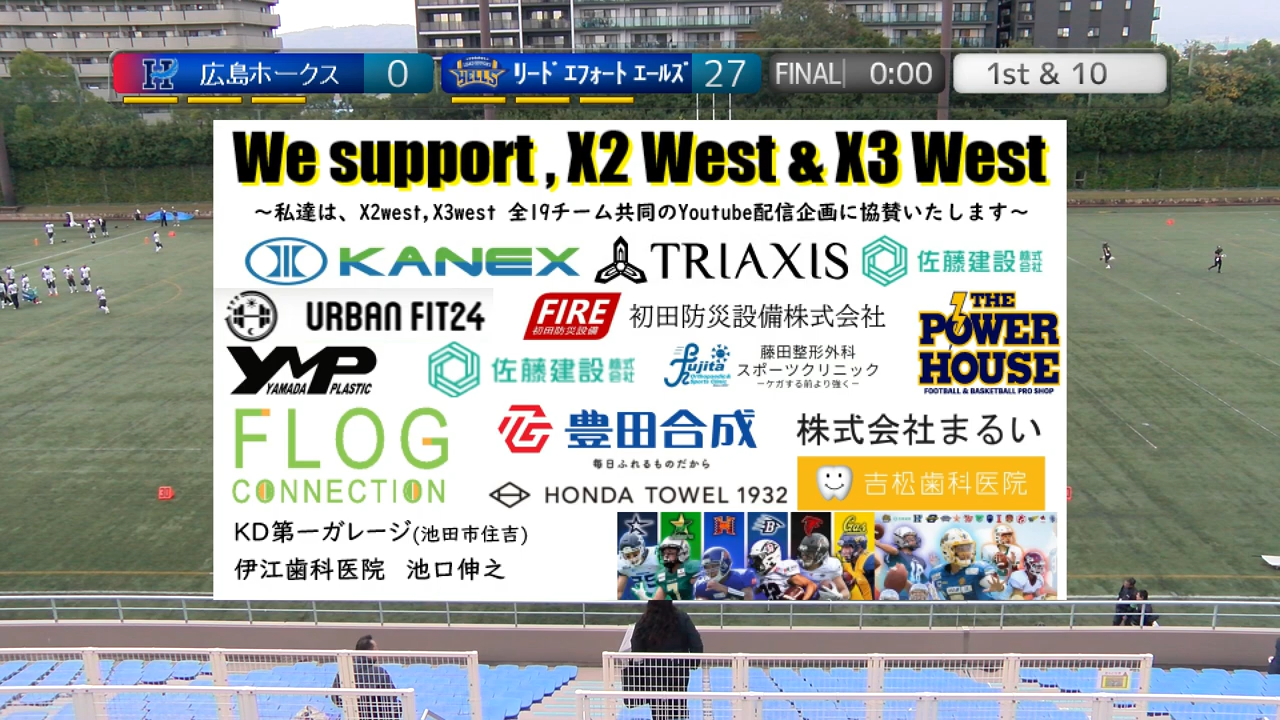 広島ホークス 0 HELLS リード エフォート エールズ 27 FINAL 0:00 1st & 10
We support , X2 West & X3 West
～私達は、X2west,X3west 全19チーム共同のYoutube配信企画に協賛いたします～
KANEX TRIAXIS 佐藤建設株式会社
URBAN FIT24 FIRE 初田防災設備 初田防災設備株式会社
THE POWER HOUSE
FOOTBALL & BASKETBALL PRO SHOP
YMP YAMADA PLASTIC 佐藤建設株式会社 Fujita Orthopaedic & Sports Clinic 藤田整形外科
スポーツクリニック
ーケガする前より強くー
FLOG
CONNECTION
豊田合成
毎日ふれるものだから
株式会社まるい
HONDA TOWEL 1932 吉松歯科医院
KD第一ガレージ(池田市住吉)
伊江歯科医院 池口伸之
Gas